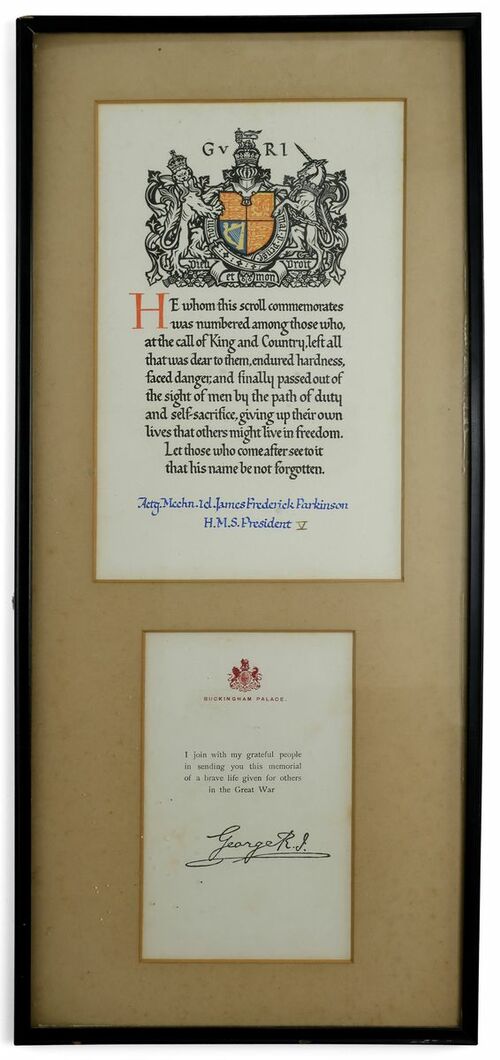 G V R I
Dieu et mon Droit
HE whom this scroll commemorates
was numbered among those who,
at the call of King and Country, left all
that was dear to them, endured hardness,
faced danger, and finally passed out of
the sight of men by the path of duty
and self-sacrifice, giving up their own
lives that others might live in freedom.
Let those who come after see to it
that his name be not forgotten.
Actg. Mechn. 1cl. James Frederick Parkinson
H.M.S. President V
BUCKINGHAM PALACE.
I join with my grateful people
in sending you this memorial
of a brave life given for others
in the Great War
George R.I.